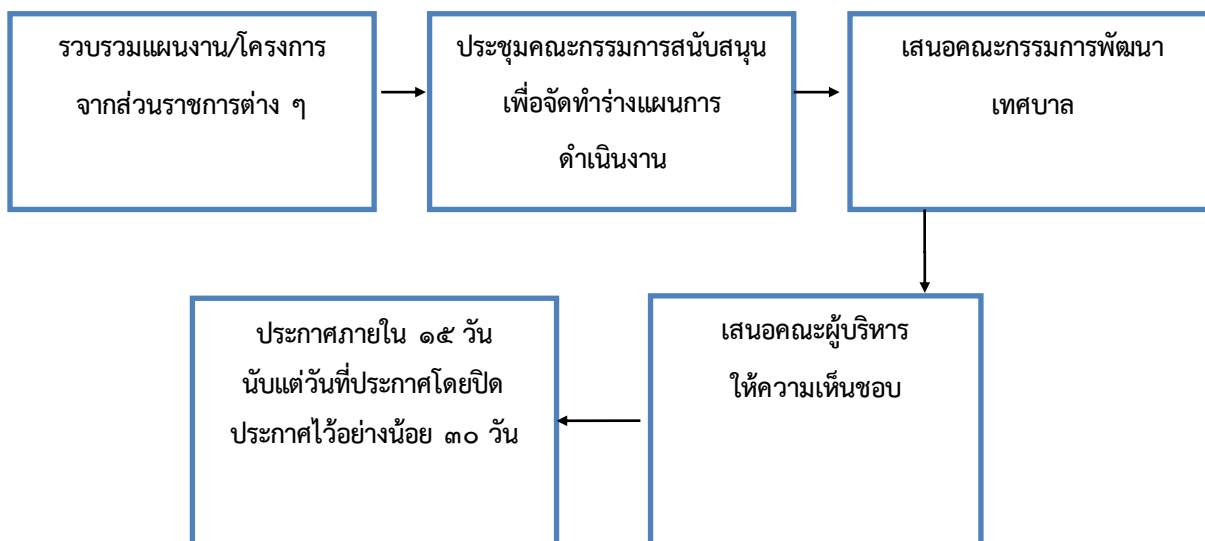 รวบรวมแผนงาน/โครงการ
จากส่วนราชการต่าง ๆ
ประชุมคณะกรรมการสนับสนุน
เพื่อจัดทำร่างแผนการ
ดำเนินงาน
เสนอคณะกรรมการพัฒนา
เทศบาล
เสนอคณะผู้บริหาร
ให้ความเห็นชอบ
ประกาศภายใน ๑๕ วัน
นับแต่วันที่ประกาศโดยปิด
ประกาศไว้อย่างน้อย ๓๐ วัน